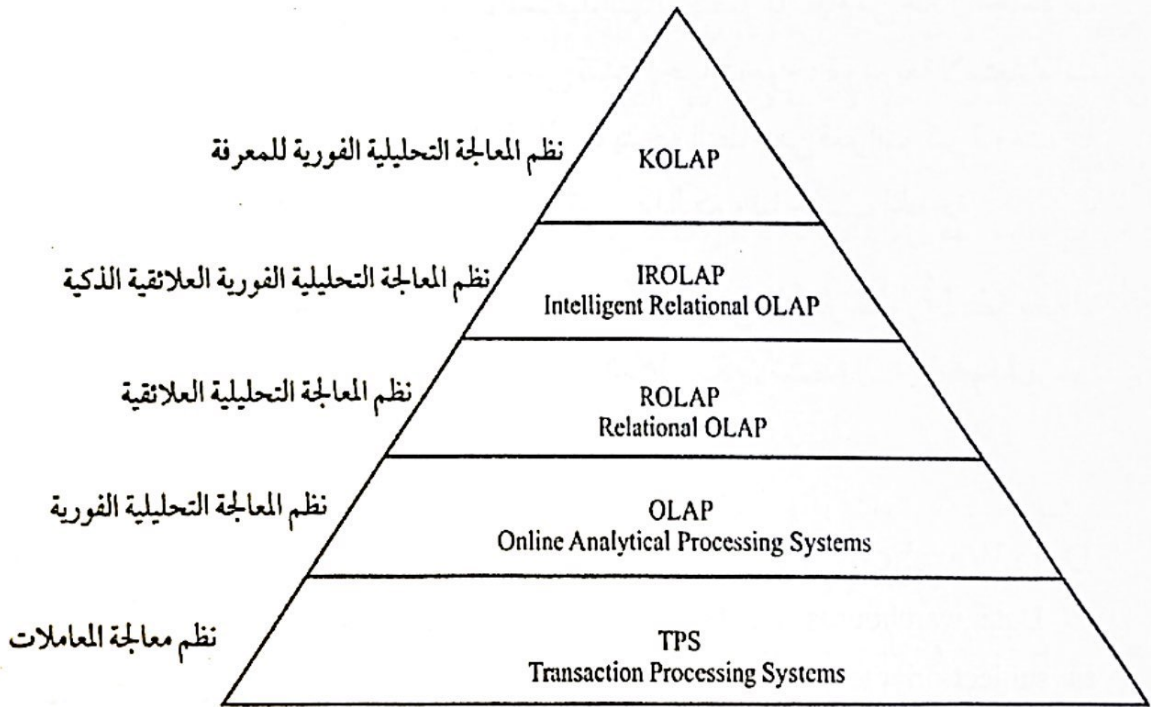 نظم المعالجة التحليلية الفورية للمعرفة
KOLAP
نظم المعالجة التحليلية الفورية العلائقية الذكية
IROLAP
Intelligent Relational OLAP
نظم المعالجة التحليلية العلائقية
ROLAP
Relational OLAP
نظم المعالجة التحليلية الفورية
OLAP
Online Analytical Processing Systems
نظم معالجة المعاملات
TPS
Transaction Processing Systems